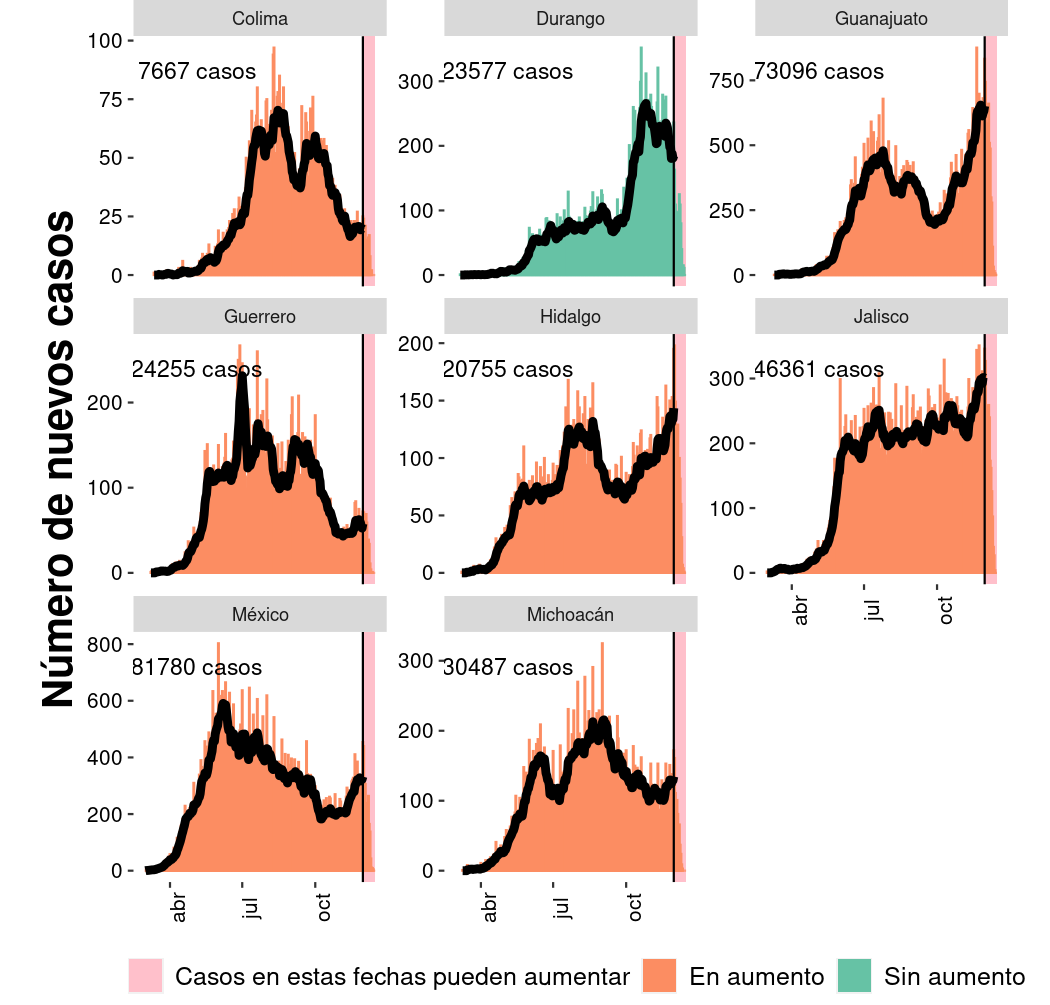 Número de nuevos casos
Colima
Durango
Guanajuato
7667 casos
23577 casos
73096 casos
100
75
50
25
0
300
200
100
0
750
500
250
0
Guerrero
Hidalgo
Jalisco
24255 casos
20755 casos
46361 casos
200
100
0
200
150
100
50
0
300
200
100
0
abr
jul
oct
México
Michoacán
81780 casos
30487 casos
800
600
400
200
0
300
200
100
0
abr
jul
oct
abr
jul
oct
Casos en estas fechas pueden aumentar
En aumento
Sin aumento